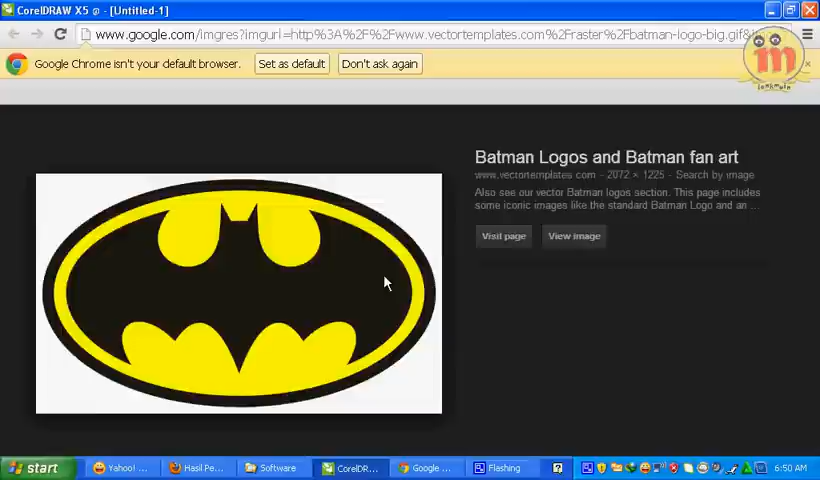 CorelDRAW X5 @ - [Untitled-1]
www.google.com/imgres?imgurl=http%3A%2F%2Fwww.vectortemplates.com%2Fraster%2Fbatman-logo-big.gif&
Google Chrome isn't your default browser. Set as default Don't ask again
m
Batman Logos and Batman fan art
www.vectortemplates.com - 2072 × 1225 - Search by image
Also see our vector Batman logos section. This page includes
some iconic images like the standard Batman Logo and an ...
Visit page View image
start Yahoo! ... Hasil Pe... Software CorelDR... Google ... Flashing ? 6:50 AM